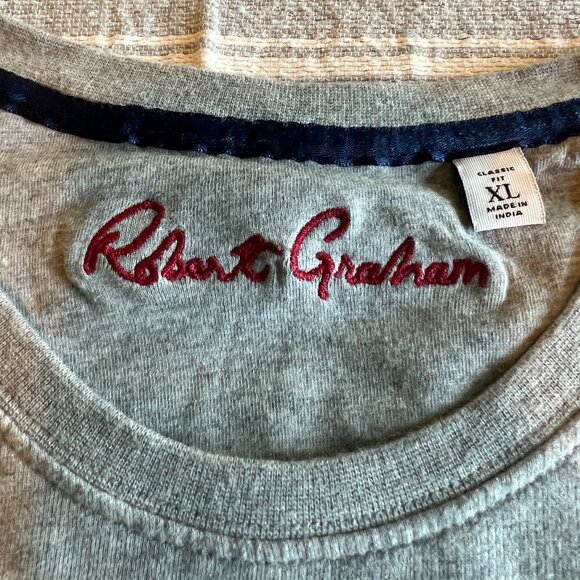 Robert Graham
CLASSIC
FIT
XL
MADE IN
INDIA